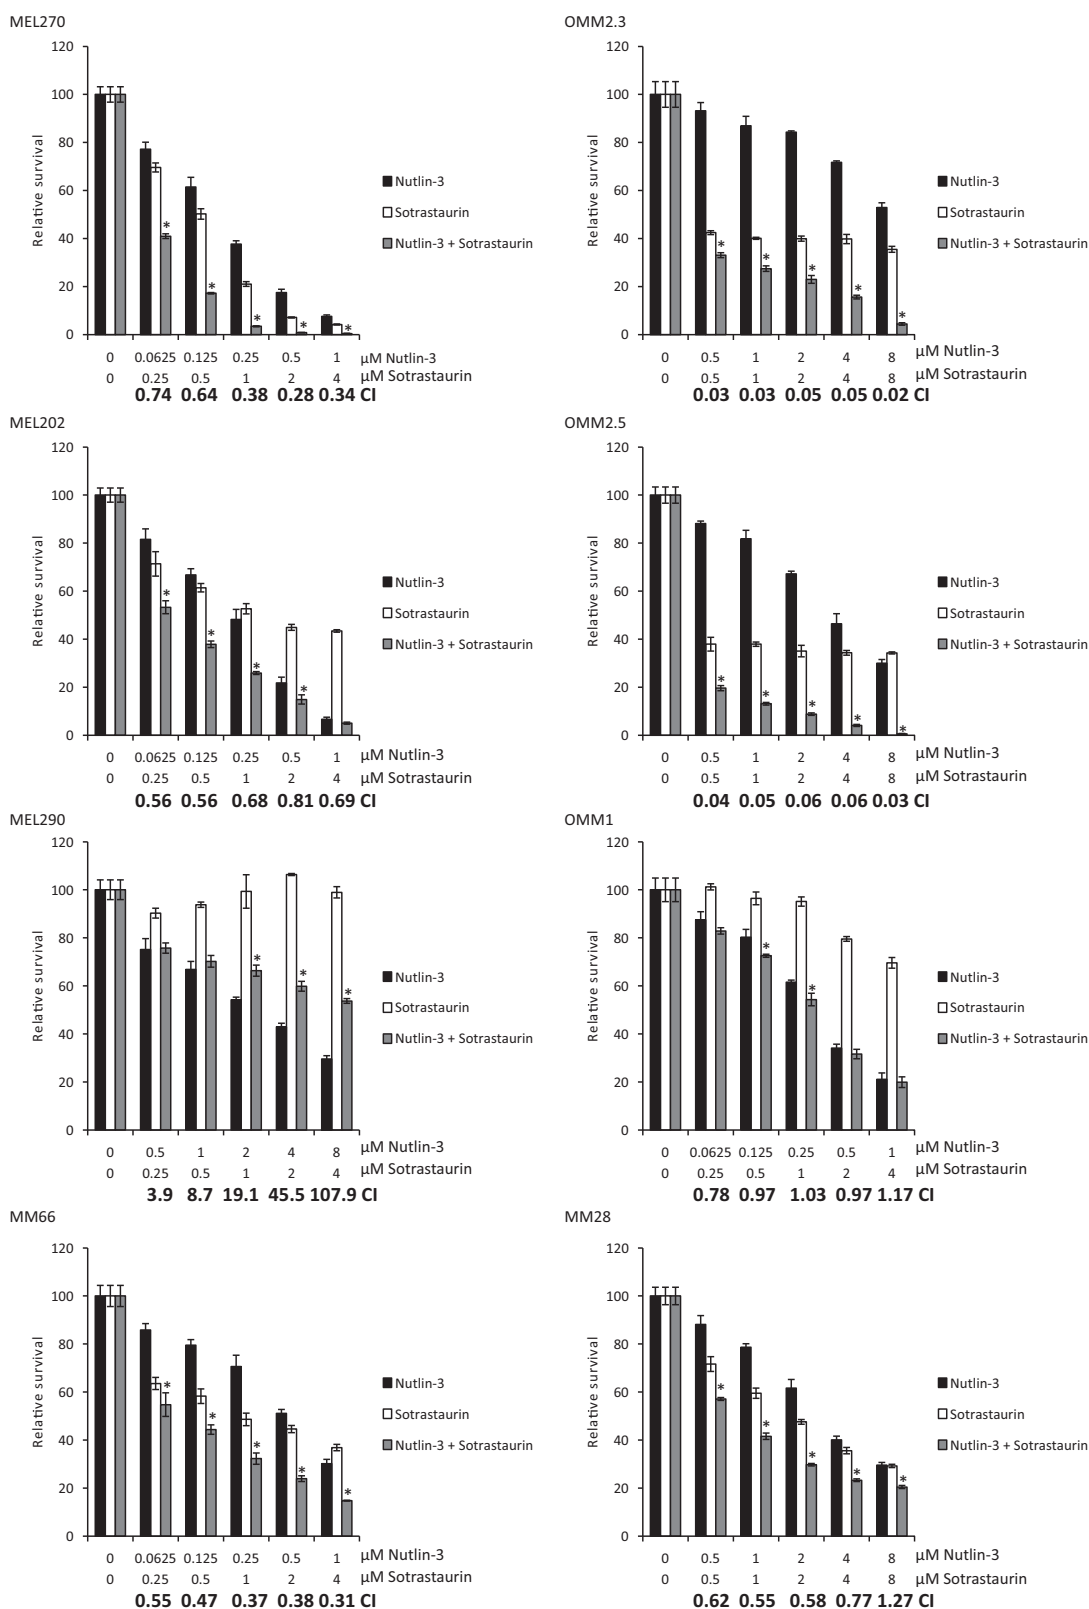 MEL270
120
100
80
60
40
20
0
Relative survival
* * * * *
Nutlin-3
Sotrastaurin
Nutlin-3 + Sotrastaurin
0 0.0625 0.125 0.25 0.5 1 μM Nutlin-3
0 0.25 0.5 1 2 4 μM Sotrastaurin
0.74 0.64 0.38 0.28 0.34 CI
OMM2.3
120
100
80
60
40
20
0
Relative survival
* * * * *
Nutlin-3
Sotrastaurin
Nutlin-3 + Sotrastaurin
0 0.5 1 2 4 8 μM Nutlin-3
0 0.5 1 2 4 8 μM Sotrastaurin
0.03 0.03 0.05 0.05 0.02 CI
MEL202
120
100
80
60
40
20
0
Relative survival
* * * *
Nutlin-3
Sotrastaurin
Nutlin-3 + Sotrastaurin
0 0.0625 0.125 0.25 0.5 1 μM Nutlin-3
0 0.25 0.5 1 2 4 μM Sotrastaurin
0.56 0.56 0.68 0.81 0.69 CI
OMM2.5
120
100
80
60
40
20
0
Relative survival
* * * * *
Nutlin-3
Sotrastaurin
Nutlin-3 + Sotrastaurin
0 0.5 1 2 4 8 μM Nutlin-3
0 0.5 1 2 4 8 μM Sotrastaurin
0.04 0.05 0.06 0.06 0.03 CI
MEL290
120
100
80
60
40
20
0
Relative survival
* * *
Nutlin-3
Sotrastaurin
Nutlin-3 + Sotrastaurin
0 0.5 1 2 4 8 μM Nutlin-3
0 0.25 0.5 1 2 4 μM Sotrastaurin
3.9 8.7 19.1 45.5 107.9 CI
OMM1
120
100
80
60
40
20
0
Relative survival
* *
Nutlin-3
Sotrastaurin
Nutlin-3 + Sotrastaurin
0 0.0625 0.125 0.25 0.5 1 μM Nutlin-3
0 0.25 0.5 1 2 4 μM Sotrastaurin
0.78 0.97 1.03 0.97 1.17 CI
MM66
120
100
80
60
40
20
0
Relative survival
* * * * *
Nutlin-3
Sotrastaurin
Nutlin-3 + Sotrastaurin
0 0.0625 0.125 0.25 0.5 1 μM Nutlin-3
0 0.25 0.5 1 2 4 μM Sotrastaurin
0.55 0.47 0.37 0.38 0.31 CI
MM28
120
100
80
60
40
20
0
Relative survival
* * * * *
Nutlin-3
Sotrastaurin
Nutlin-3 + Sotrastaurin
0 0.5 1 2 4 8 μM Nutlin-3
0 0.5 1 2 4 8 μM Sotrastaurin
0.62 0.55 0.58 0.77 1.27 CI